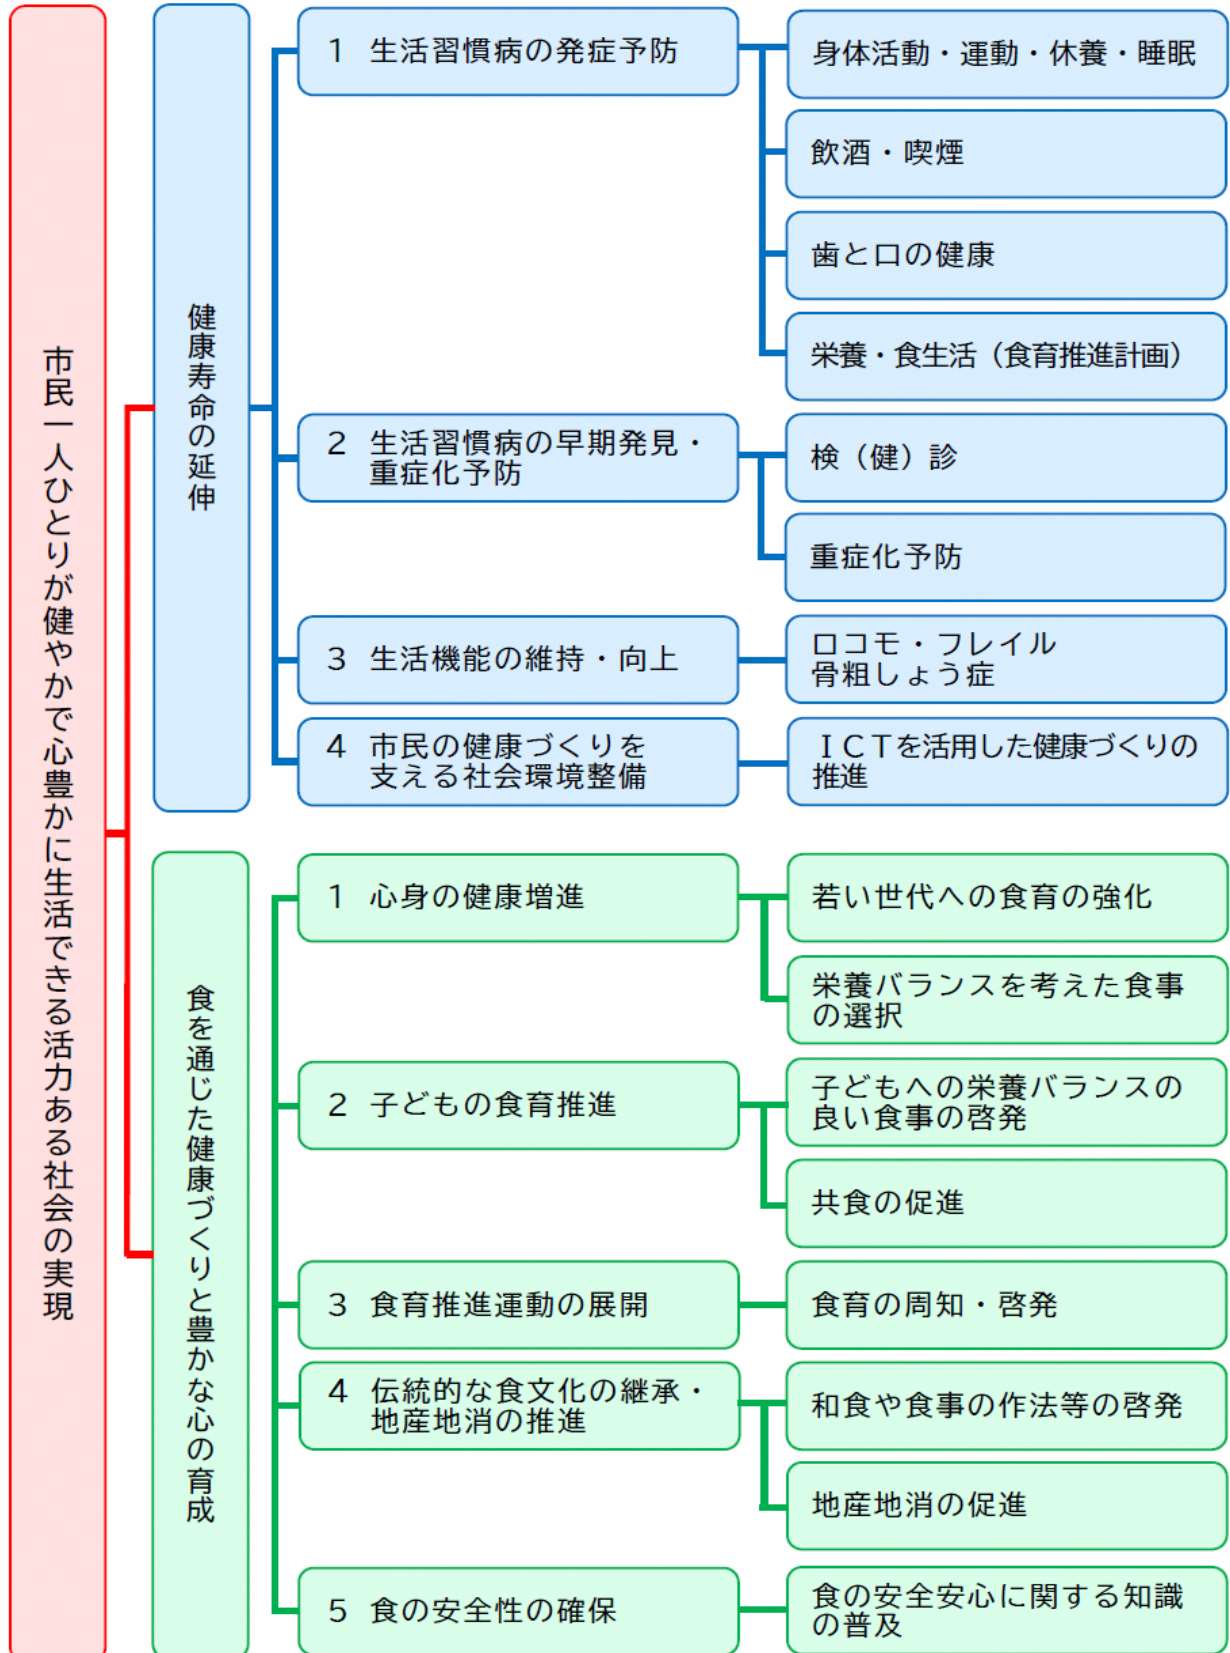 市民一人ひとりが健やかで心豊かに生活できる活力ある社会の実現
健康寿命の延伸
1 生活習慣病の発症予防
身体活動・運動・休養・睡眠
飲酒・喫煙
歯と口の健康
栄養・食生活（食育推進計画）
2 生活習慣病の早期発見・
重症化予防
検（健）診
重症化予防
3 生活機能の維持・向上
ロコモ・フレイル
骨粗しょう症
4 市民の健康づくりを
支える社会環境整備
ＩＣＴを活用した健康づくりの
推進
食を通じた健康づくりと豊かな心の育成
1 心身の健康増進
若い世代への食育の強化
栄養バランスを考えた食事
の選択
2 子どもの食育推進
子どもへの栄養バランスの
良い食事の啓発
共食の促進
3 食育推進運動の展開
食育の周知・啓発
4 伝統的な食文化の継承・
地産地消の推進
和食や食事の作法等の啓発
地産地消の促進
5 食の安全性の確保
食の安全安心に関する知識
の普及